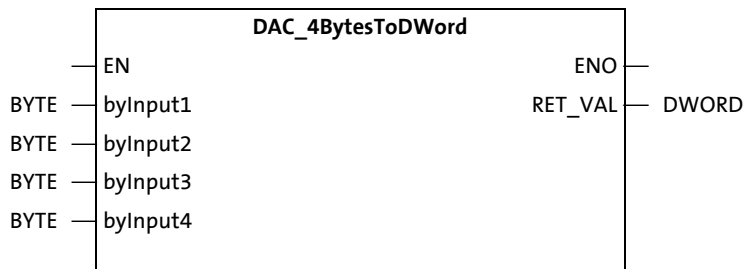 DAC_4BytesToDWord
EN ENO
BYTE byInput1 RET_VAL DWORD
BYTE byInput2
BYTE byInput3
BYTE byInput4